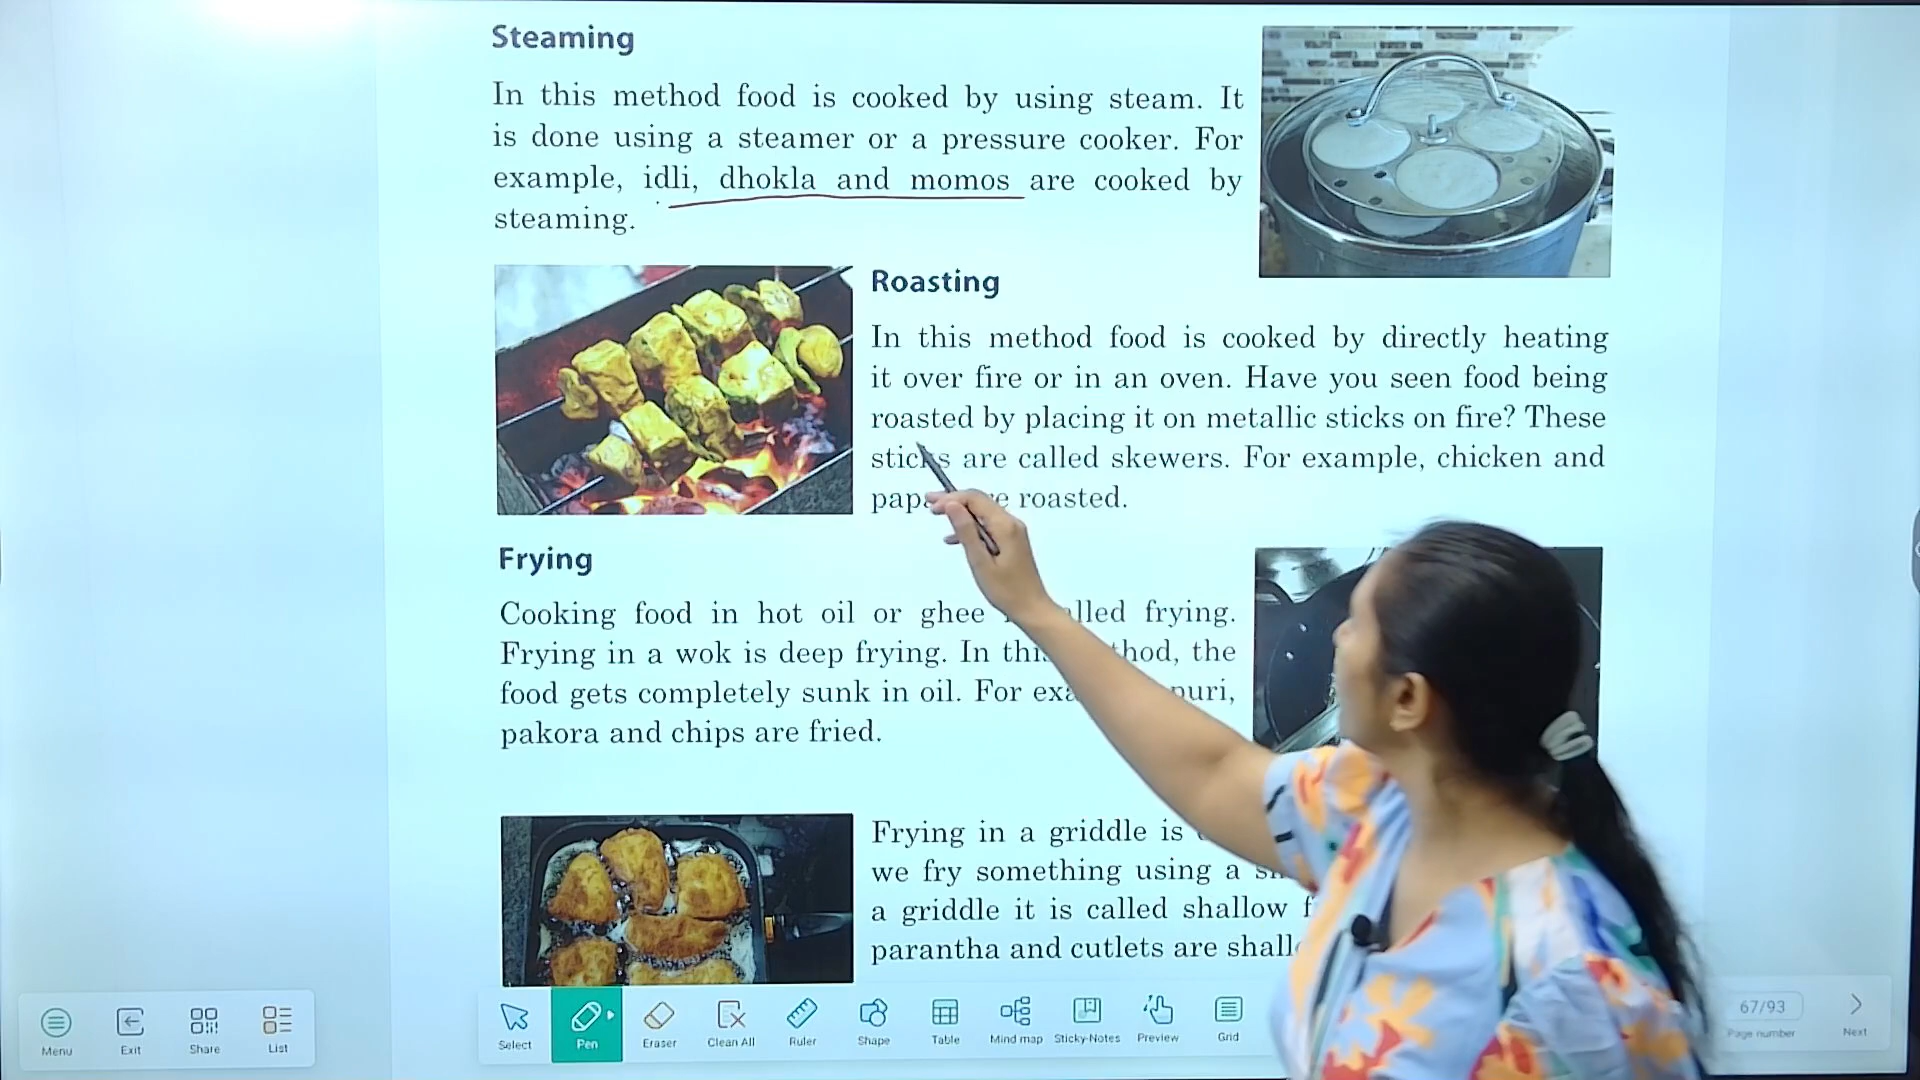 Steaming
In this method food is cooked by using steam. It
is done using a steamer or a pressure cooker. For
example, idli, dhokla and momos are cooked by
steaming.
Roasting
In this method food is cooked by directly heating
it over fire or in an oven. Have you seen food being
roasted by placing it on metallic sticks on fire? These
sticks are called skewers. For example, chicken and
roasted.
Frying
Cooking food in hot oil or ghee frying.
Frying in a wok is deep frying. In the
food gets completely sunk in oil. For puri,
pakora and chips are fried.
Frying in a griddle is
we fry something using a
a griddle it is called shallow
parantha and cutlets are
Menu
Exit
Share
List
Select
Pen
Eraser
Clean All
Ruler
Shape
Table
Mind map
Sticky-Notes
Preview
Grid
67/93
Page number
Next